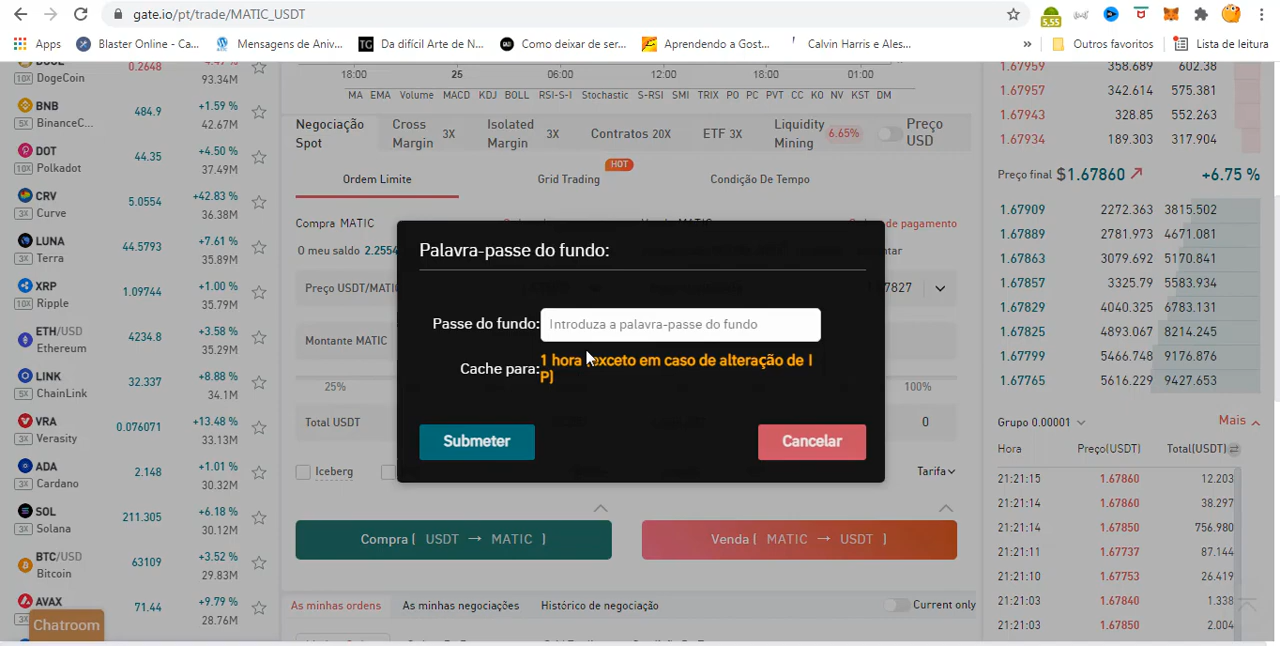 gate.io/pt/trade/MATIC_USDT
5.55
Apps
Blaster Online - Ca...
Mensagens de Aniv...
TG
Da difícil Arte de N...
Como deixar de ser...
Aprendendo a Gost...
Calvin Harris e Ales...
»
Outros favoritos
Lista de leitura
10X DogeCoin 0.2648 93.34M
BNB 484.9 +1.59 %
5X BinanceC... 42.67M
DOT 44.35 +4.50 %
10X Polkadot 37.49M
CRV 5.0554 +42.83 %
3X Curve 36.38M
LUNA 44.5793 +7.61 %
3X Terra 35.89M
XRP 1.09744 +1.00 %
10X Ripple 35.79M
ETH/USD 4234.8 +3.58 %
Ethereum 35.29M
LINK 32.337 +8.88 %
5X ChainLink 34.1M
VRA 0.076071 +13.48 %
3X Verasity 33.13M
ADA 2.148 +1.01 %
3X Cardano 30.32M
SOL 211.305 +6.18 %
3X Solana 30.12M
BTC/USD 63109 +3.52 %
Bitcoin 29.83M
AVAX 71.44 +9.79 %
28.76M
Chatroom
18:00 25 06:00 12:00 18:00 01:00
MA EMA Volume MACD KDJ BOLL RSI-S-I Stochastic S-RSI SMI TRIX PO PC PVT CC KO NV KST DM
Negociação Spot
Cross Margin 3X
Isolated Margin 3X
Contratos 20X
ETF 3X
Liquidity Mining 6.65%
Preço USD
HOT
Ordem Limite
Grid Trading
Condição De Tempo
Compra MATIC
de pagamento
O meu saldo 2.2554
Preço USDT/MATIC
7827
Montante MATIC
25%
100%
Total USDT
0
Iceberg
Tarifa
Palavra-passe do fundo:
Passe do fundo:
Introduza a palavra-passe do fundo
Cache para:
1 hora exceto em caso de alteração de I
P]
Submeter
Cancelar
Compra [ USDT → MATIC ]
Venda [ MATIC → USDT ]
As minhas ordens
As minhas negociações
Histórico de negociação
Current only
1.67959 358.689 602.38
1.67957 342.614 575.381
1.67943 328.85 552.263
1.67934 189.303 317.904
Preço final $1.67860 +6.75 %
1.67909 2272.363 3815.502
1.67889 2781.973 4671.081
1.67863 3079.692 5170.841
1.67858 3325.79 5583.934
1.67829 4040.325 6783.131
1.67825 4893.067 8214.245
1.67799 5466.748 9176.876
1.67765 5616.229 9427.653
Grupo 0.00001
Mais
Hora Preço(USDT) Total(USDT)
21:21:15 1.67860 12.203
21:21:14 1.67860 38.297
21:21:14 1.67850 756.980
21:21:11 1.67737 87.144
21:21:10 1.67753 26.419
21:21:03 1.67840 1.338
21:21:03 1.67850 2.004